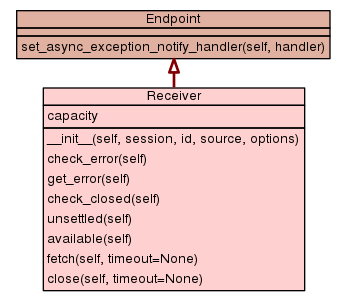 Endpoint
set_async_exception_notify_handler(self, handler)
Receiver
capacity
__init__(self, session, id, source, options)
check_error(self)
get_error(self)
check_closed(self)
unsettled(self)
available(self)
fetch(self, timeout=None)
close(self, timeout=None)